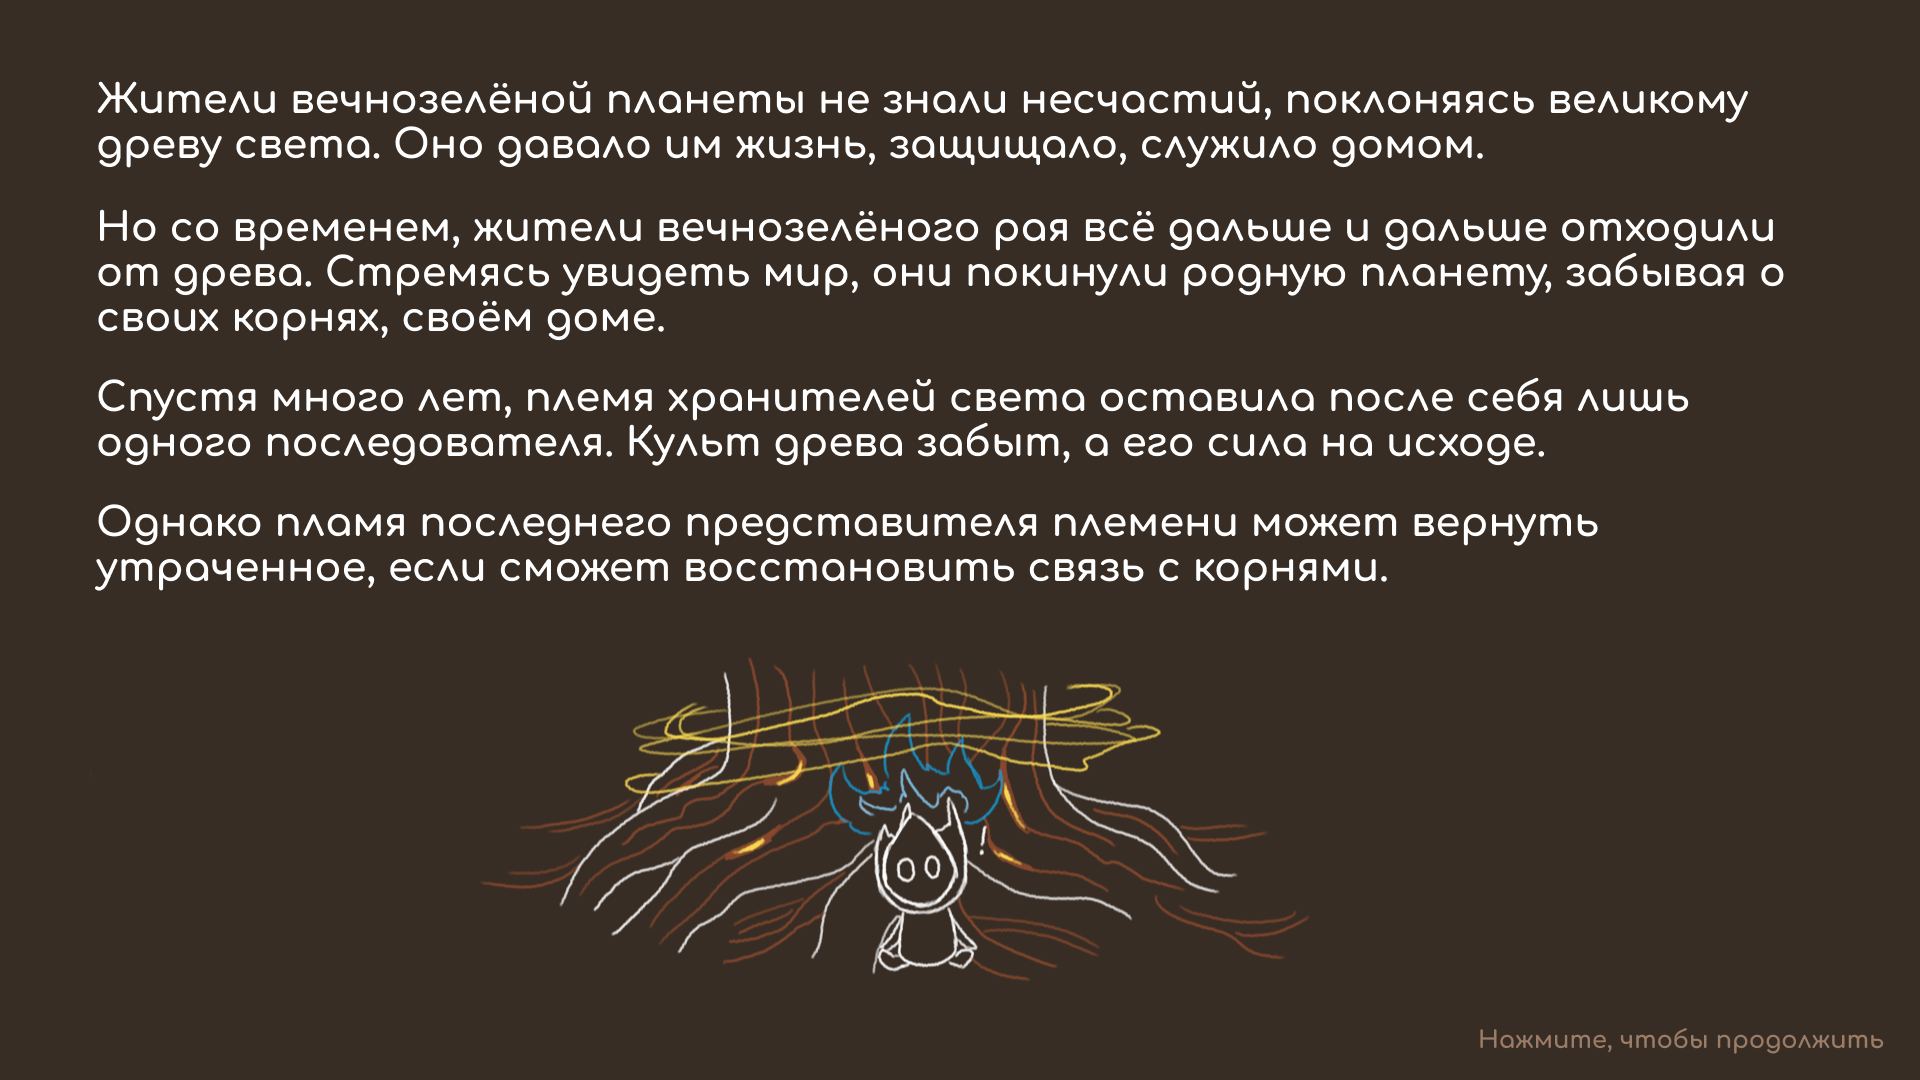 Жители вечнозелёной планеты не знали несчастий, поклоняясь великому
древу света. Оно давало им жизнь, защищало, служило домом.
Но со временем, жители вечнозелёного рая всё дальше и дальше отходили
от древа. Стремясь увидеть мир, они покинули родную планету, забывая о
своих корнях, своём доме.
Спустя много лет, племя хранителей света оставила после себя лишь
одного последователя. Культ древа забыт, а его сила на исходе.
Однако пламя последнего представителя племени может вернуть
утраченное, если сможет восстановить связь с корнями.
!
Нажмите, чтобы продолжить